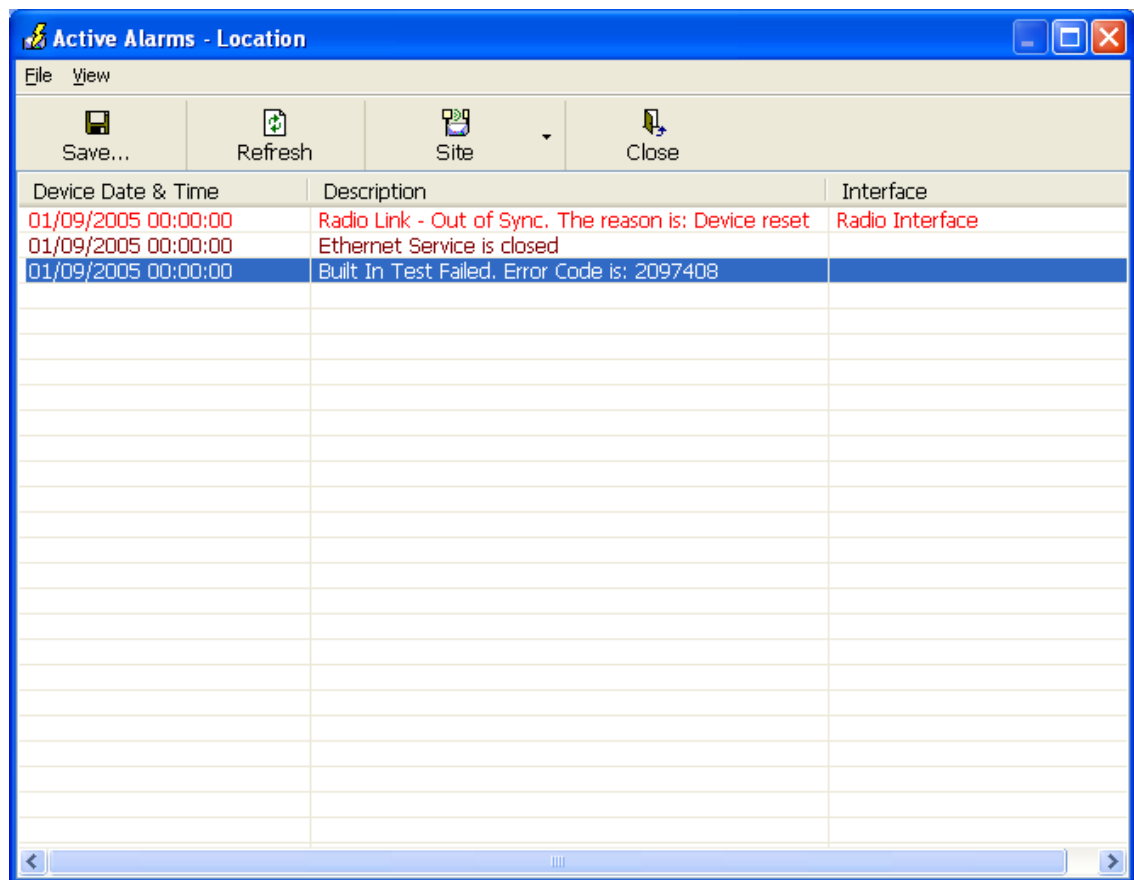 Active Alarms - Location
File View
Save... Refresh Site Close
Device Date & Time Description Interface
01/09/2005 00:00:00 Radio Link - Out of Sync. The reason is: Device reset Radio Interface
01/09/2005 00:00:00 Ethernet Service is closed
01/09/2005 00:00:00 Built In Test Failed. Error Code is: 2097408